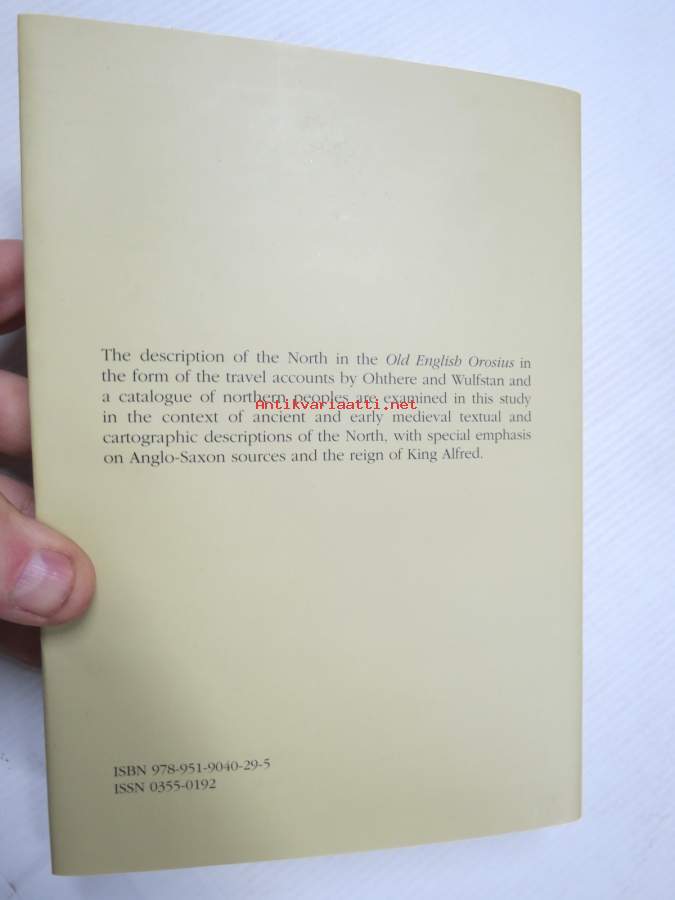 The description of the North in the Old English Orosius in
the form of the travel accounts by Ohthere and Wulfstan and
a catalogue of northern peoples are examined in this study
Antikvariaatti.net
in the context of ancient and early medieval textual and
cartographic descriptions of the North, with special emphasis
on Anglo-Saxon sources and the reign of King Alfred.
ISBN 978-951-9040-29-5
ISSN 0355-0192